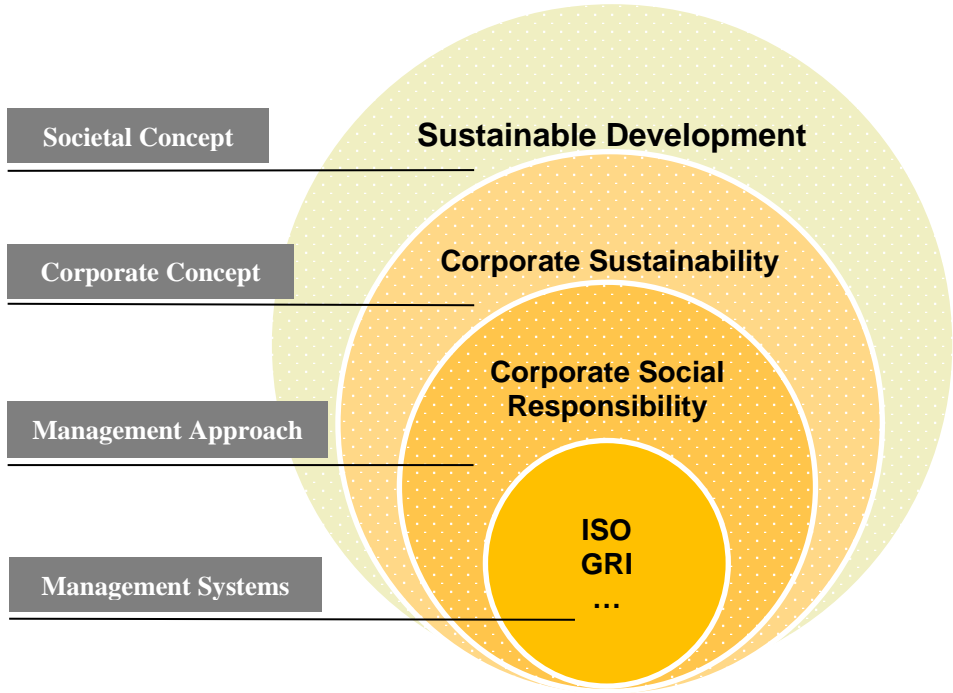 Societal Concept
Sustainable Development
Corporate Concept
Corporate Sustainability
Management Approach
Corporate Social
Responsibility
Management Systems
ISO
GRI
…